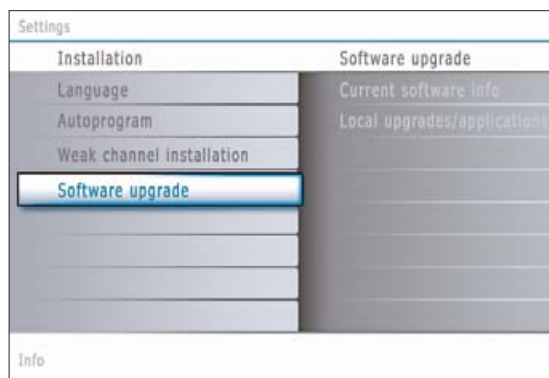 Settings
Installation
Software upgrade
Language
Current software info
Autoprogram
Local upgrades/applications
Weak channel installation
Software upgrade
Info